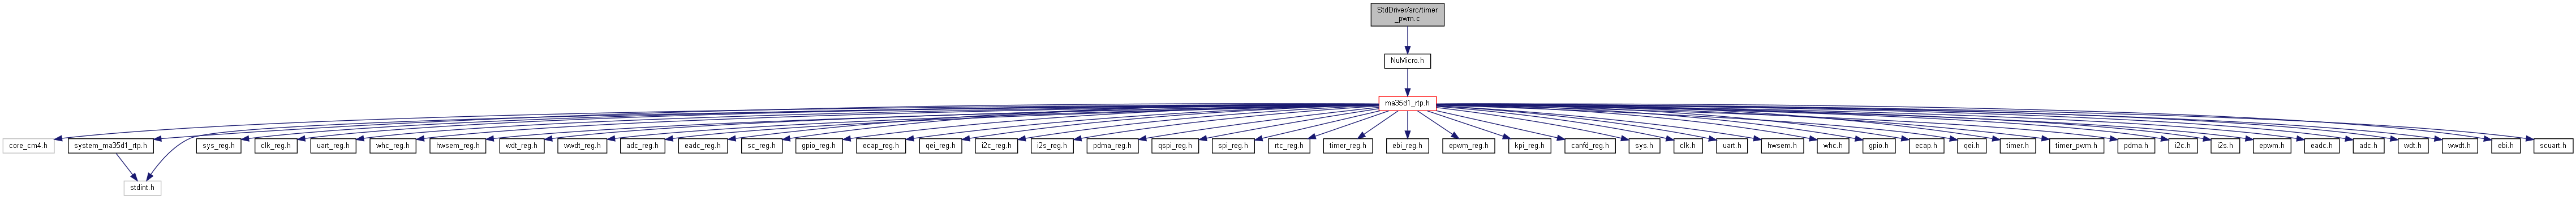 StdDriver/src/timer
_pwm.c
NuMicro.h
ma35d1_rtp.h
core_cm4.h
system_ma35d1_rtp.h
sys_reg.h
clk_reg.h
uart_reg.h
whc_reg.h
hwsem_reg.h
wdt_reg.h
wwdt_reg.h
adc_reg.h
eadc_reg.h
sc_reg.h
gpio_reg.h
ecap_reg.h
qei_reg.h
i2c_reg.h
i2s_reg.h
pdma_reg.h
qspi_reg.h
spi_reg.h
rtc_reg.h
timer_reg.h
ebi_reg.h
epwm_reg.h
kpi_reg.h
canfd_reg.h
sys.h
clk.h
uart.h
hwsem.h
whc.h
gpio.h
ecap.h
qei.h
timer.h
timer_pwm.h
pdma.h
i2c.h
i2s.h
epwm.h
eadc.h
adc.h
wdt.h
wwdt.h
ebi.h
scuart.h
stdint.h